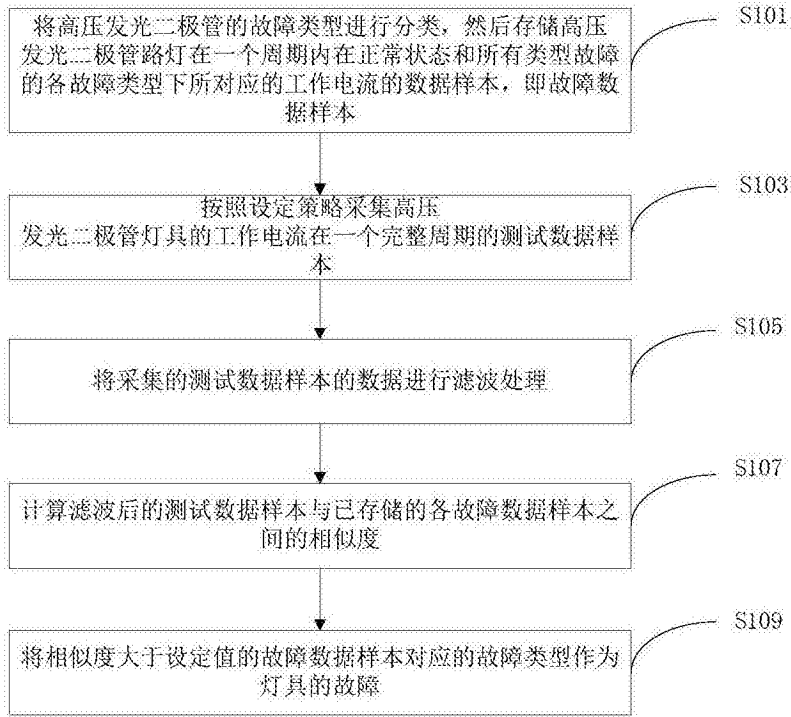 将高压发光二极管的故障类型进行分类，然后存储高压
发光二极管路灯在一个周期内在正常状态和所有类型故障
的各故障类型下所对应的工作电流的数据样本，即故障数
据样本
S101
按照设定策略采集高压
发光二极管灯具的工作电流在一个完整周期的测试数据样
本
S103
将采集的测试数据样本的数据进行滤波处理
S105
计算滤波后的测试数据样本与已存储的各故障数据样本之
间的相似度
S107
将相似度大于设定值的故障数据样本对应的故障类型作为
灯具的故障
S109